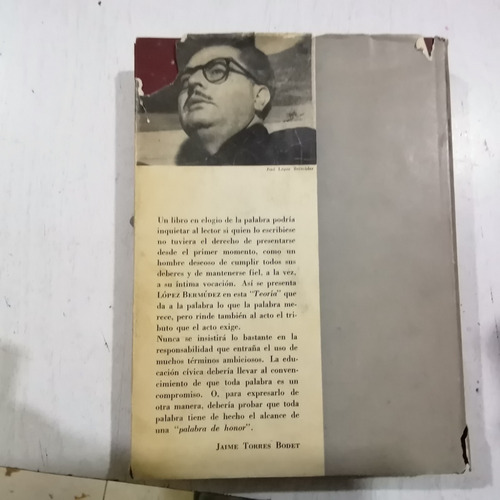 José López Bermúdez
Un libro en elogio de la palabra podría
inquietar al lector si quien lo escribiese
no tuviera el derecho de presentarse
desde el primer momento, como un
hombre deseoso de cumplir todos sus
deberes y de mantenerse fiel, a la vez,
a su íntima vocación. Así se presenta
LÓPEZ BERMÚDEZ en esta "Teoría" que
da a la palabra lo que la palabra me-
rece, pero rinde también al acto el tri-
buto que el acto exige.
Nunca se insistirá lo bastante en la
responsabilidad que entraña el uso de
muchos términos ambiciosos. La edu-
cación cívica debería llevar al conven-
cimiento de que toda palabra es un
compromiso. O, para expresarlo de
otra manera, debería probar que toda
palabra tiene de hecho el alcance de
una "palabra de honor".
JAIME TORRES BODET